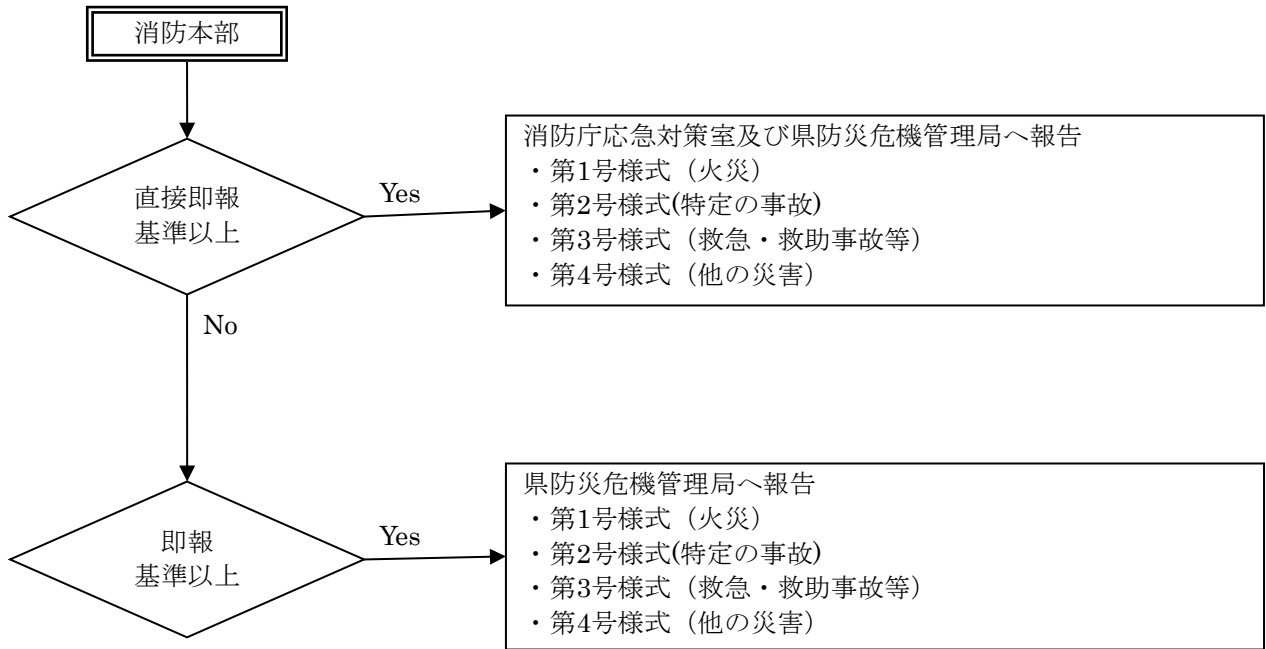 消防本部
直接即報
基準以上
Yes
消防庁応急対策室及び県防災危機管理局へ報告
・第1号様式（火災）
・第2号様式(特定の事故)
・第3号様式（救急・救助事故等）
・第4号様式（他の災害）
No
即報
基準以上
Yes
県防災危機管理局へ報告
・第1号様式（火災）
・第2号様式(特定の事故)
・第3号様式（救急・救助事故等）
・第4号様式（他の災害）